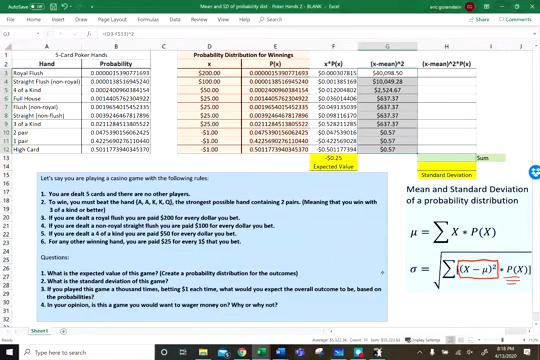 AutoSave Off
Mean and SD of probability dist - Poker Hands 2 - BLANK - Excel
eric gorenstein
File Home Insert Draw Page Layout Formulas Data Review View Help
Share Comments
G3 =(D3-F$13)^2
D E F G H I J K L M
5-Card Poker Hands Probability Distribution for Winnings
Hand Probability x P(x) x*P(x) (x-mean)^2 (x-mean)^2*P(x)
Royal Flush 0.0000015390771693 $200.00 0.0000015390771693 $0.000307815 $40,098.50
Straight Flush (non-royal) 0.0000138516945240 $100.00 0.0000138516945240 $0.001385169 $10,049.28
4 of a Kind 0.0002400960384154 $50.00 0.0002400960384154 $0.012004802 $2,524.67
Full House 0.0014405762304922 $25.00 0.0014405762304922 $0.036014406 $637.37
Flush (non-royal) 0.0019654015452335 $25.00 0.0019654015452335 $637.37
Straight (non-flush) 0.0039246467816895 $25.00 0.0039246467816895 $637.37
3 of a Kind 0.0211284513805522 $25.00 0.0211284513805522 $637.37
2 pair 0.0475390156062425 -$1.00 0.0475390156062425 -$0.047539016 $0.57
1 pair 0.4225690276110440 -$1.00 0.4225690276110440 -$0.422569028 $0.57
High Card 0.5011773940345370 -$1.00 0.5011773940345370 -$0.501177394 $0.57
-$0.25 Sum
Expected Value
Standard Deviation
Let's say you are playing a casino game with the following rules:
1. You are dealt 5 cards and there are no other players.
2. To win, you must beat the hand {A, A, K, K, Q}, the strongest possible hand containing 2 pairs. (Meaning that you win with
3 of a kind or better)
3. If you are dealt a royal flush you are paid $200 for every dollar you bet.
4. If you are dealt a non-royal straight flush you are paid $100 for every dollar you bet.
5. If you are dealt a 4 of a kind you are paid $50 for every dollar you bet.
6. For any other winning hand, you are paid $25 for every 1$ that you bet.
Questions:
1. What is the expected value of this game? (Create a probability distribution for the outcomes)
2. What is the standard deviation of this game?
3. If you played this game a thousand times, betting $1 each time, what would you expect the overall outcome to be, based on
the probabilities?
4. In your opinion, is this a game you would want to wager money on? Why or why not?
Mean and Standard Deviation
of a probability distribution
μ = ∑ X * P(X)
σ = √∑[(X − μ)² * P(X)]
Sheet1
Display Settings
Type here to search
8:18 PM
4/13/2020